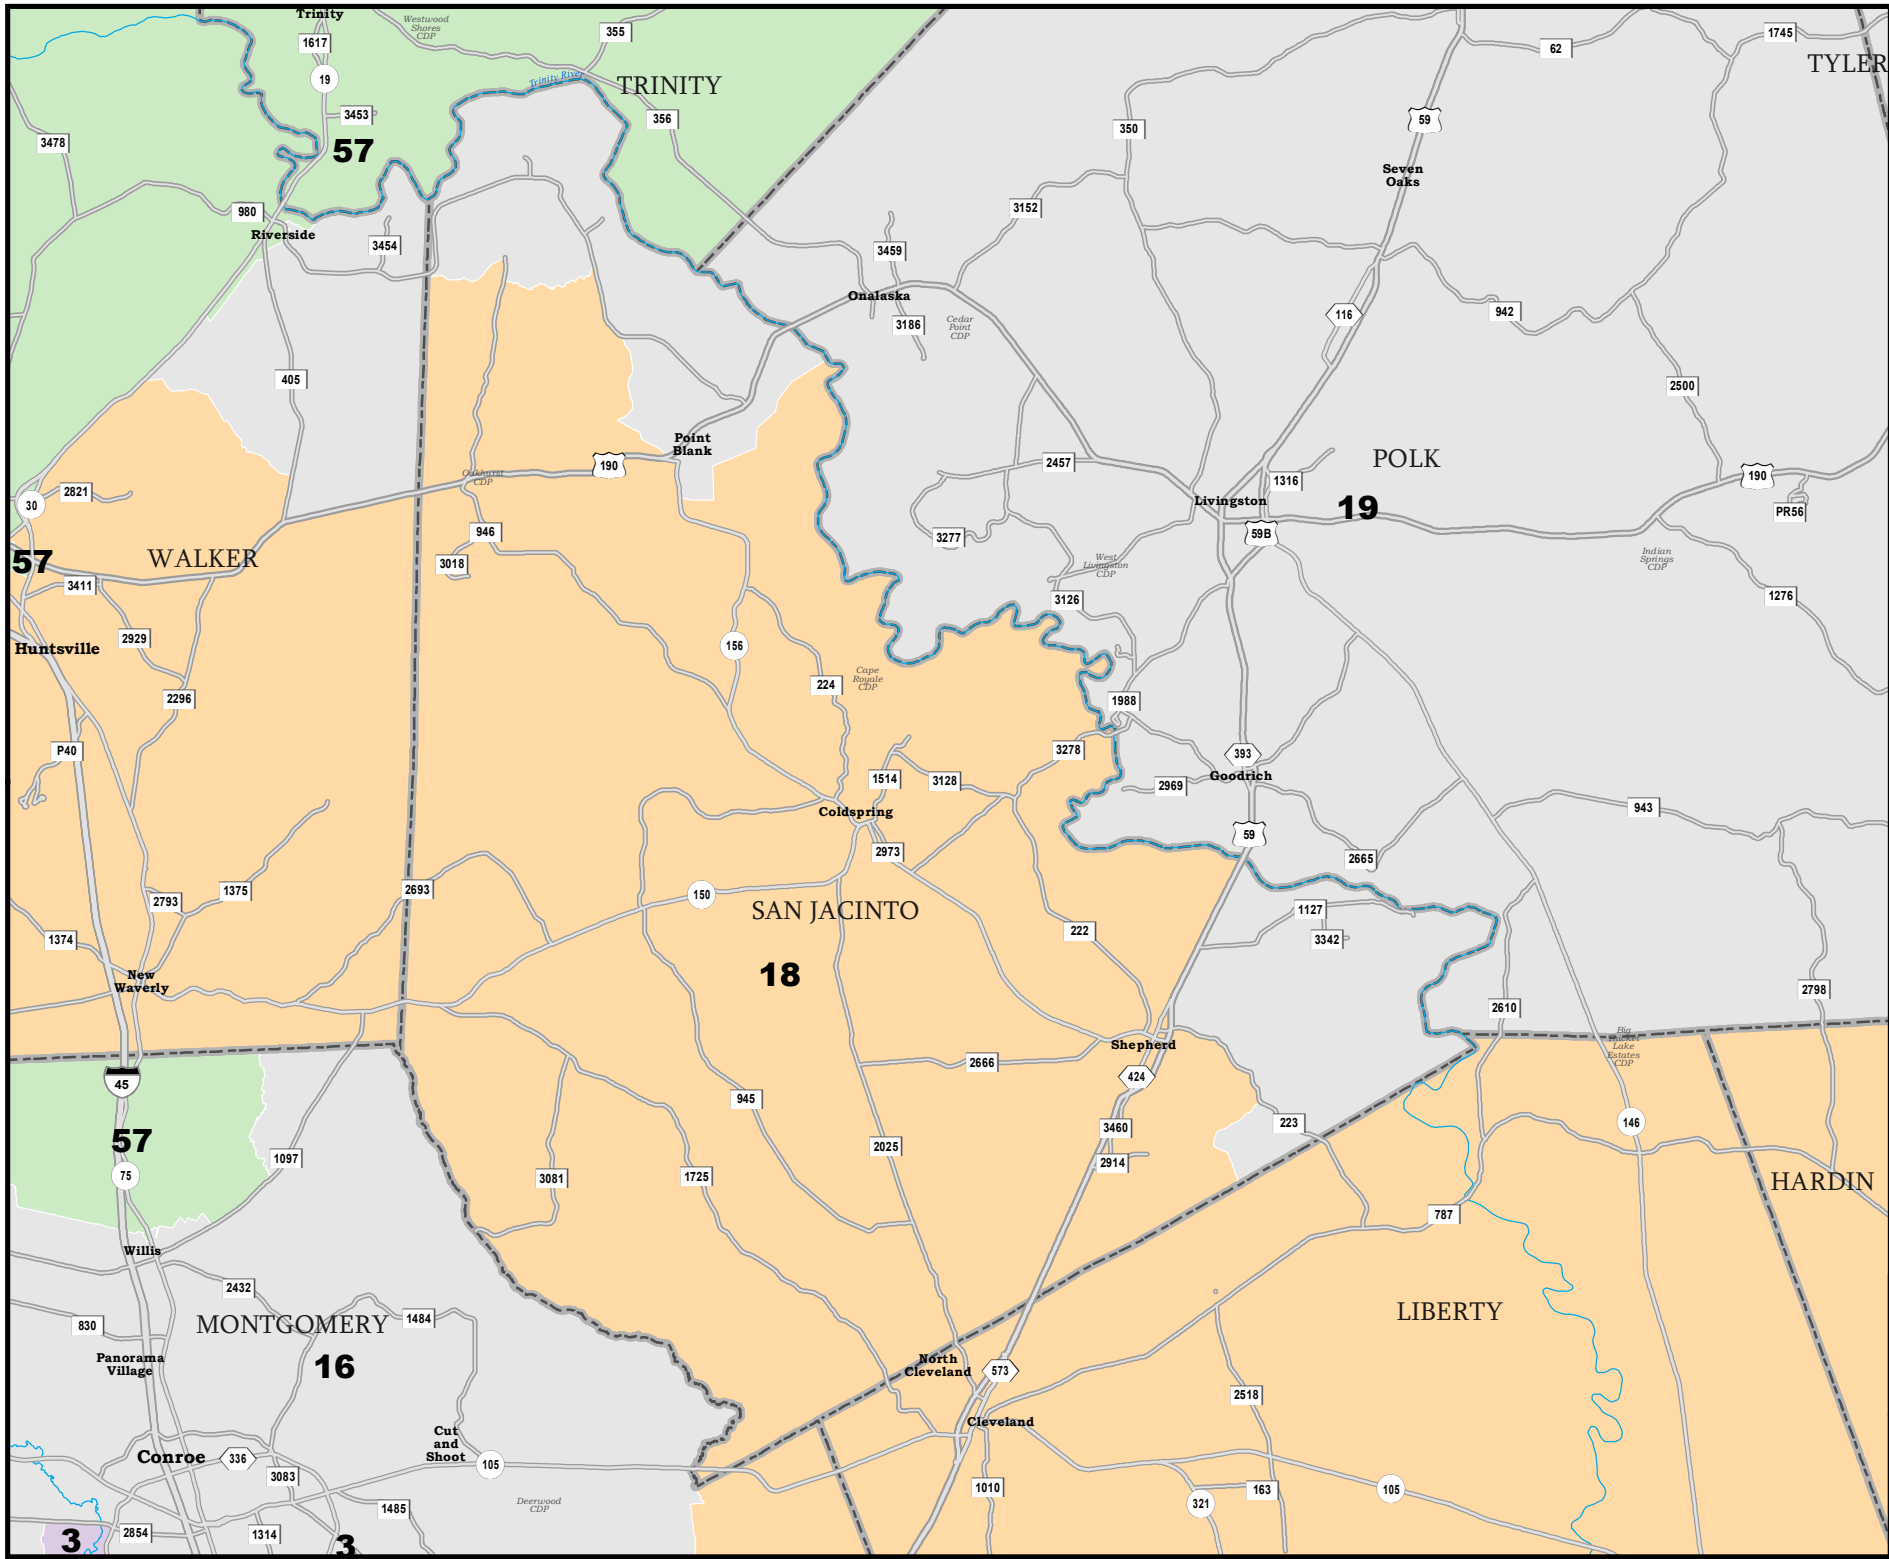 Trinity
Westwood
Shores
CDP
355
62
1745
1617
TYLER
19
Trinity River
TRINITY
3453
356
350
59
3478
57
Seven
Oaks
980
3152
Riverside
3454
3459
Onalaska
116
942
3186
Cedar
Point
CDP
405
2500
Point
Blank
190
2457
POLK
Oakhurst
CDP
1316
190
2821
30
Livingston
19
PR56
946
3277
59B
57
WALKER
3018
West
Livingston
CDP
Indian
Springs
CDP
3411
3126
1276
2929
156
Huntsville
Cape
Royale
CDP
224
2296
1988
P40
3278
393
Goodrich
1514
3128
2969
943
Coldspring
59
2973
2665
2693
1375
150
2793
SAN JACINTO
1127
1374
222
3342
New
Waverly
18
2798
2610
Big
Thicket
Lake
Estates
CDP
Shepherd
2666
424
45
945
223
146
3460
57
2025
1097
2914
75
3081
1725
HARDIN
787
Willis
2432
LIBERTY
830
MONTGOMERY
1484
Panorama
Village
16
North
Cleveland
573
2518
Cleveland
Cut
and
Shoot
Conroe
336
105
3083
1010
163
105
Deerwood
CDP
321
1485
2854
1314
3
3